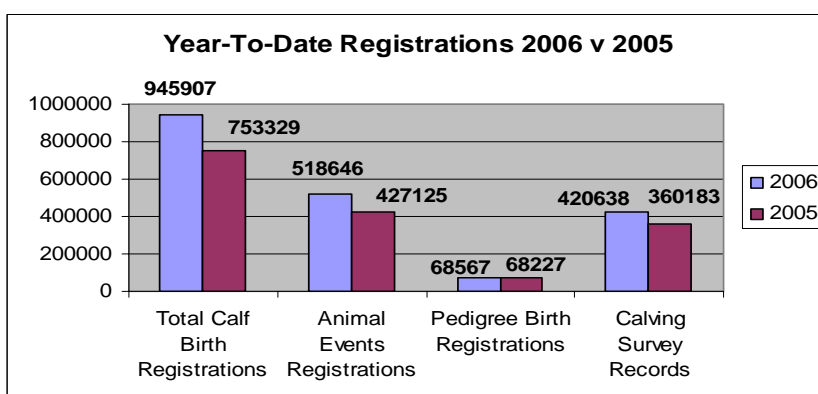 Year-To-Date Registrations 2006 v 2005
945907
753329
518646
427125
68567
68227
420638
360183
1000000
800000
600000
400000
200000
0
Total Calf
Birth
Registrations
Animal
Events
Registrations
Pedigree Birth
Registrations
Calving
Survey
Records
2006
2005